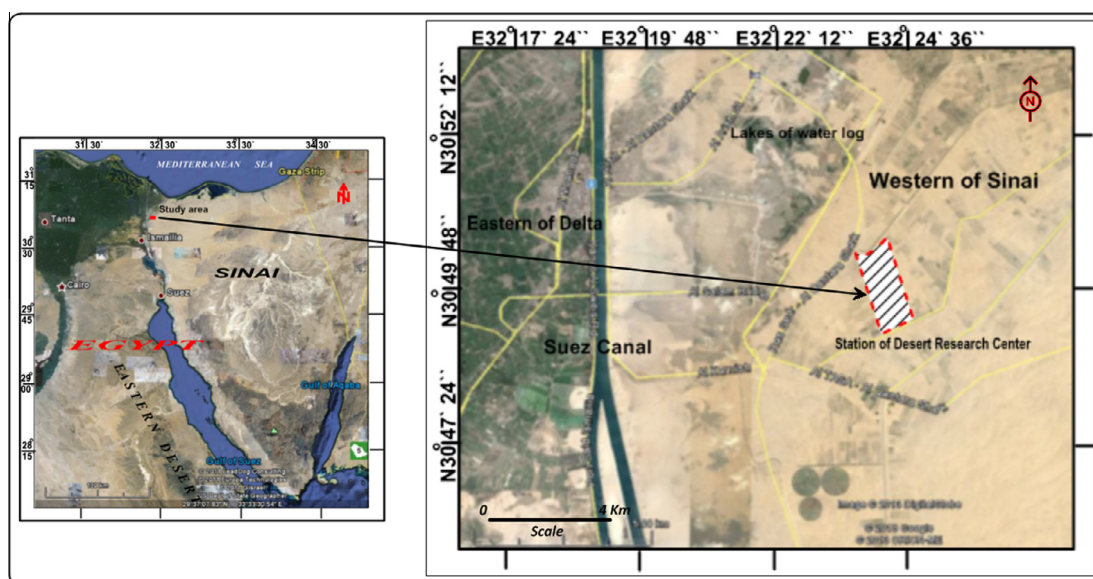 31 30
32 30
33 30
34 30
31
15
30
30
29
45
29
00
28
15
MEDITERRANEAN SEA
Gaza Strip
N
Study area
Tanta
Ismailia
SINAI
Cairo
Suez
EGYPT
EASTERN DESERT
Gulf of Aqaba
Gulf of Suez
100 km
E32° 17` 24``
E32° 19` 48``
E32° 22` 12``
E32° 24` 36``
N30° 52` 12``
N30° 49` 48``
N30° 47` 24``
N
Lakes of water log
Western of Sinai
Eastern of Delta
Suez Canal
Station of Desert Research Center
0 4 Km
Scale